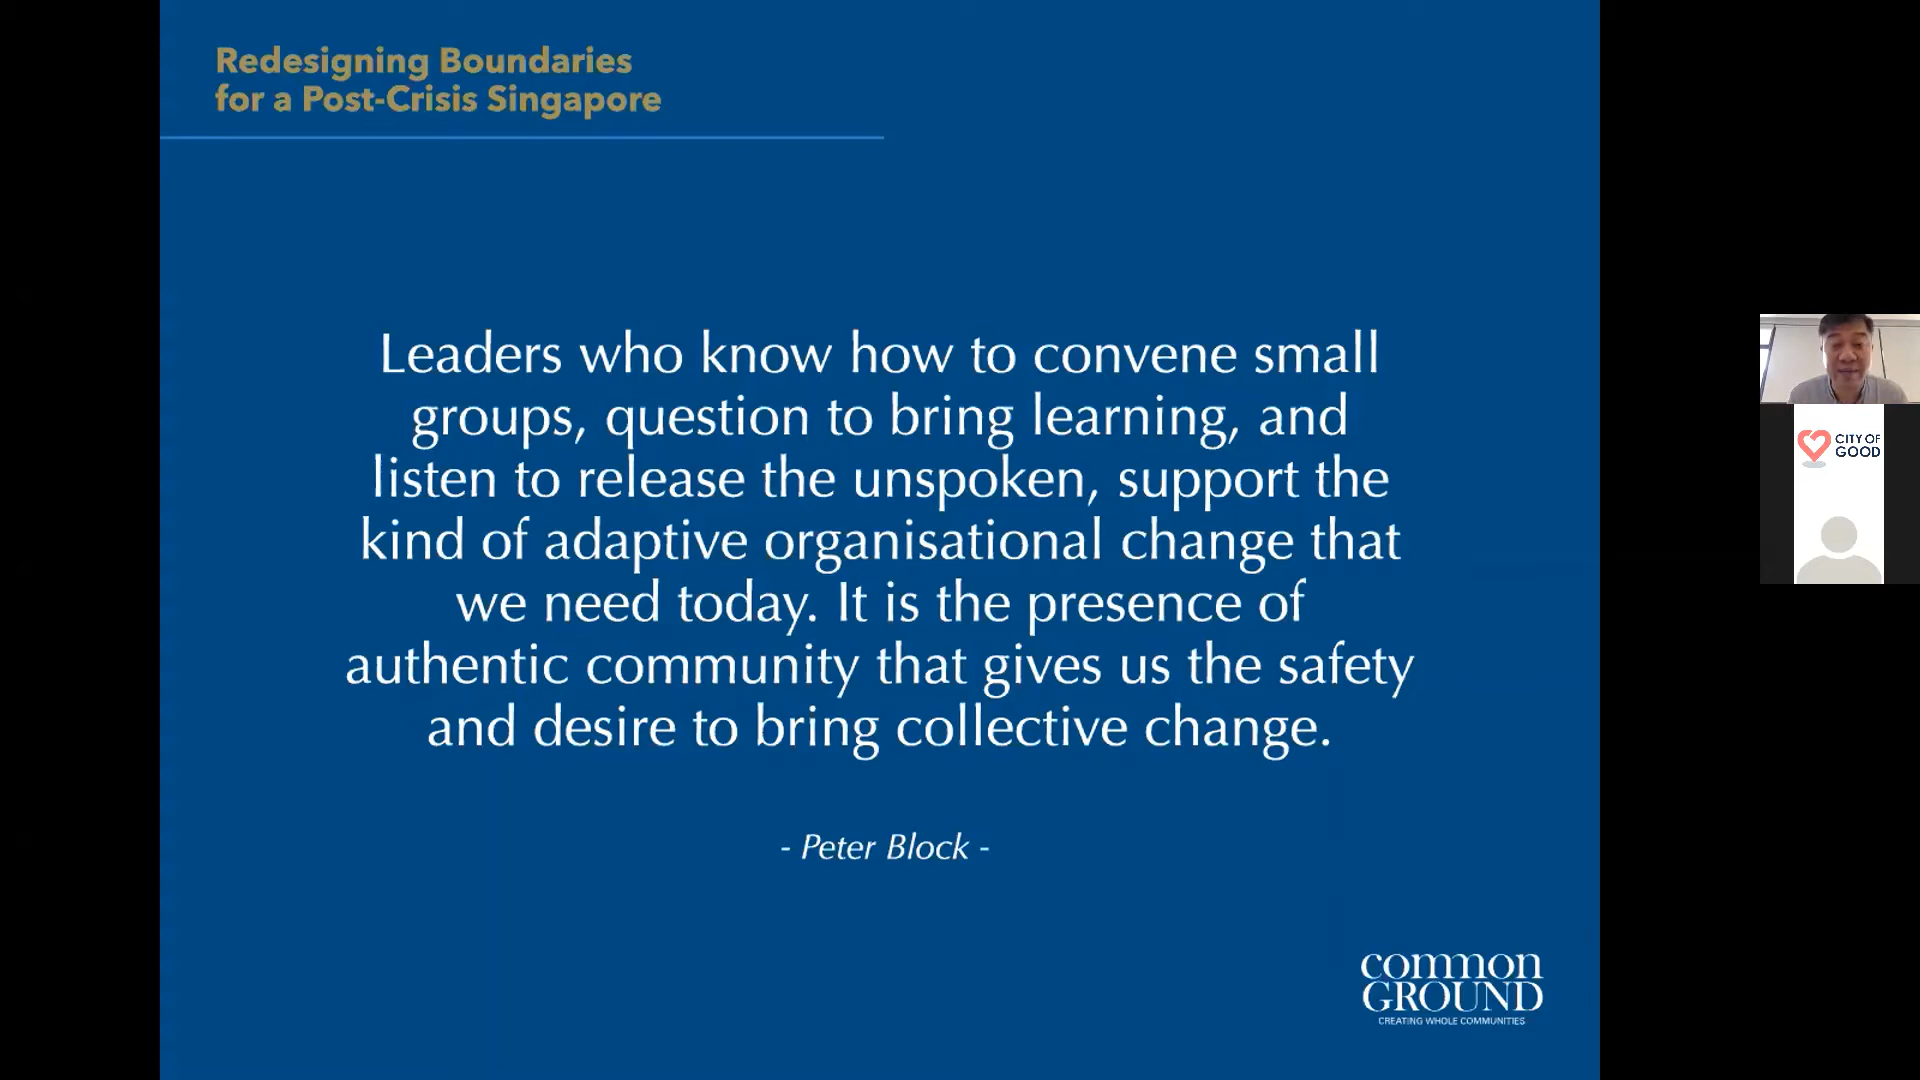 Redesigning Boundaries
for a Post-Crisis Singapore
Leaders who know how to convene small
groups, question to bring learning, and
listen to release the unspoken, support the
kind of adaptive organisational change that
we need today. It is the presence of
authentic community that gives us the safety
and desire to bring collective change.
- Peter Block -
common
GROUND
CREATING WHOLE COMMUNITIES
CITY OF
GOOD